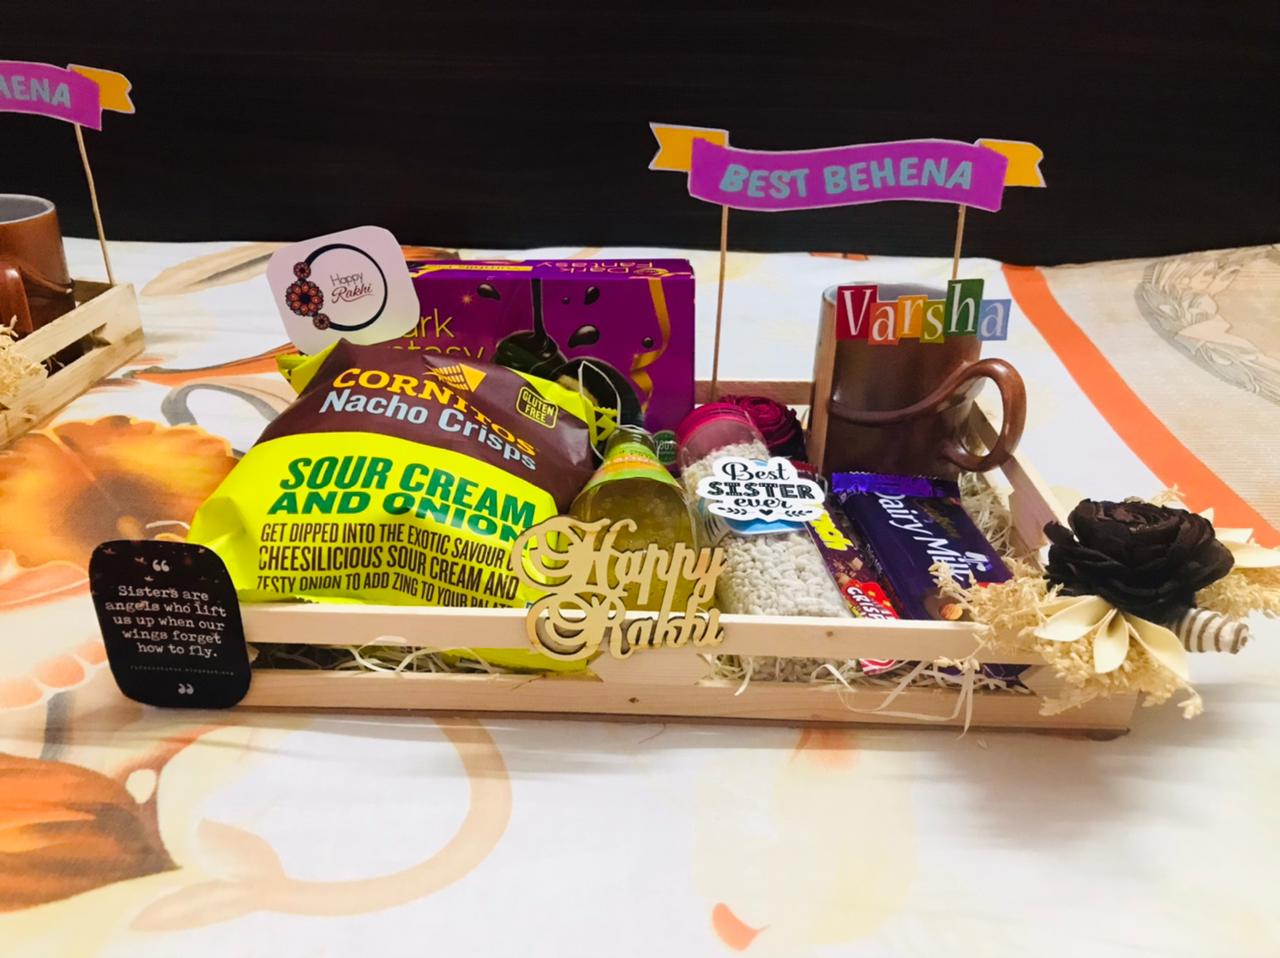 HENA
BEST BEHENA
Happy
Rakhi
Dark
Fantasy
ark
ntasy
Varsha
CORNITOS
Nacho Crisps
GLUTEN
FREE
SOUR CREAM
AND ONION
GET DIPPED INTO THE EXOTIC SAVOUR
CHEESILICIOUS SOUR CREAM AND
ZESTY ONION TO ADD ZING TO YOUR PALAT
Best
SISTER
ever
Dairy Milk
CRISP
Happy
Rakhi
“
Sisters are
angels who lift
us up when our
wings forget
how to fly.
”